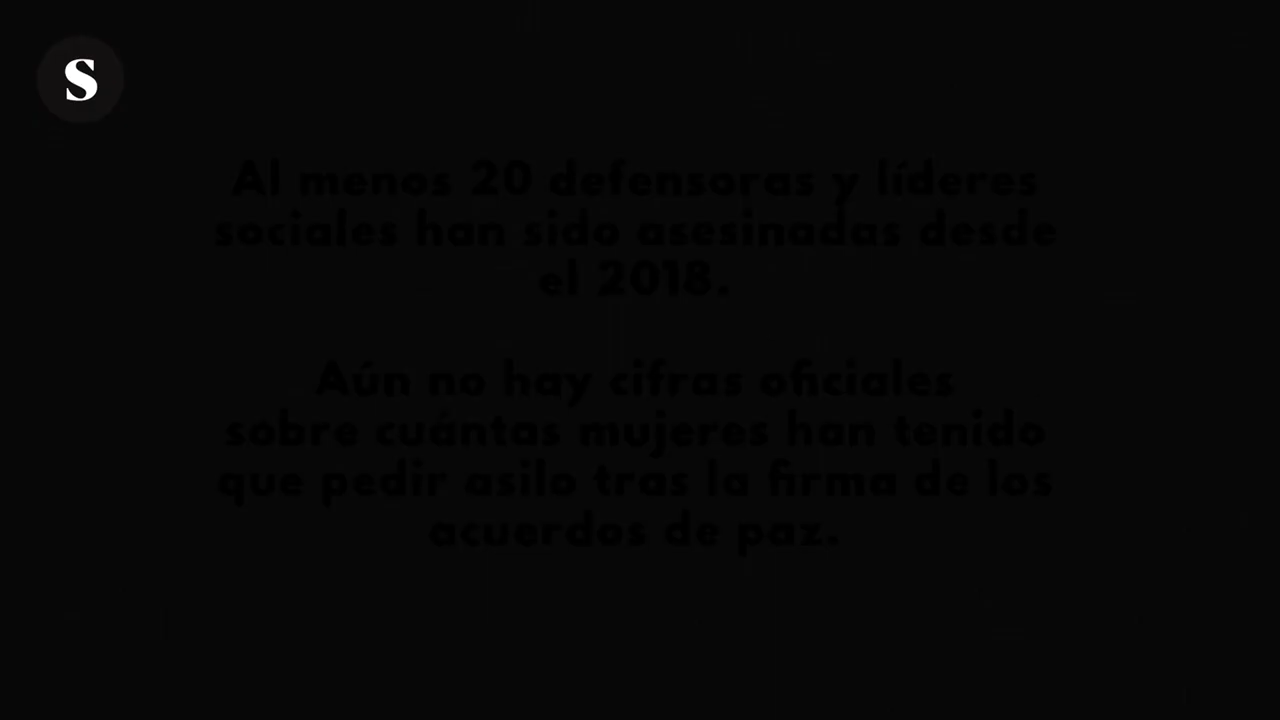 S
Al menos 20 defensoras y líderes
sociales han sido asesinadas desde
el 2018.
Aún no hay cifras oficiales
sobre cuántas mujeres han tenido
que pedir asilo tras la firma de los
acuerdos de paz.